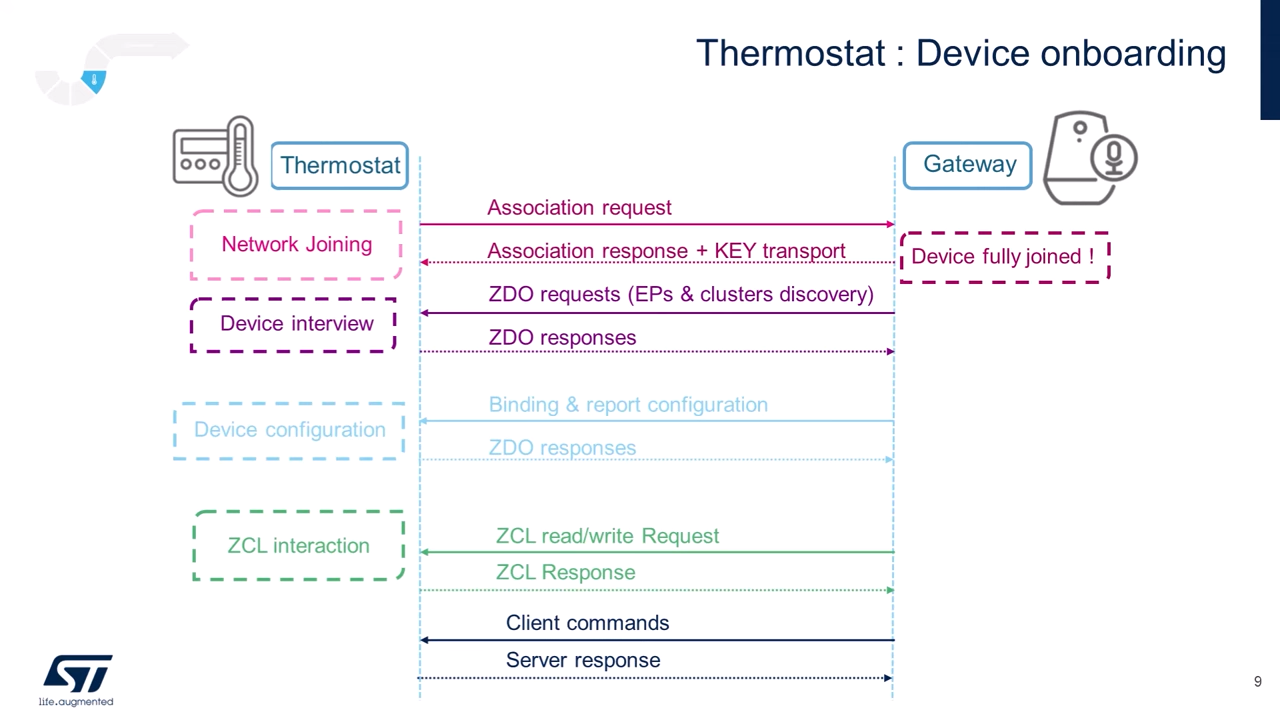 Thermostat : Device onboarding
Thermostat
Gateway
Association request
Network Joining
Association response + KEY transport
Device fully joined !
ZDO requests (EPs & clusters discovery)
Device interview
ZDO responses
Binding & report configuration
Device configuration
ZDO responses
ZCL read/write Request
ZCL interaction
ZCL Response
Client commands
Server response
ST
life.augmented
9